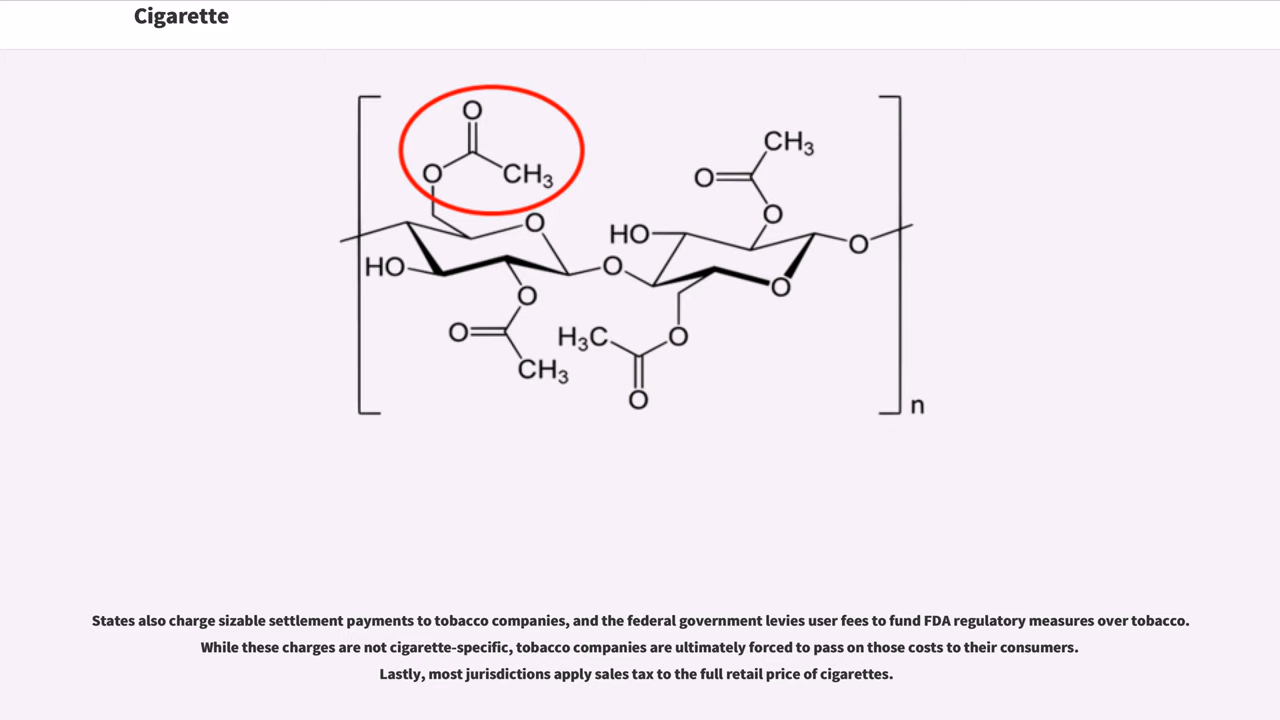 Cigarette
O
O
CH3
O
HO
O
O
O
CH3
HO
O
CH3
O
O
O
O
H3C
O
O
n
States also charge sizable settlement payments to tobacco companies, and the federal government levies user fees to fund FDA regulatory measures over tobacco.
While these charges are not cigarette-specific, tobacco companies are ultimately forced to pass on those costs to their consumers.
Lastly, most jurisdictions apply sales tax to the full retail price of cigarettes.